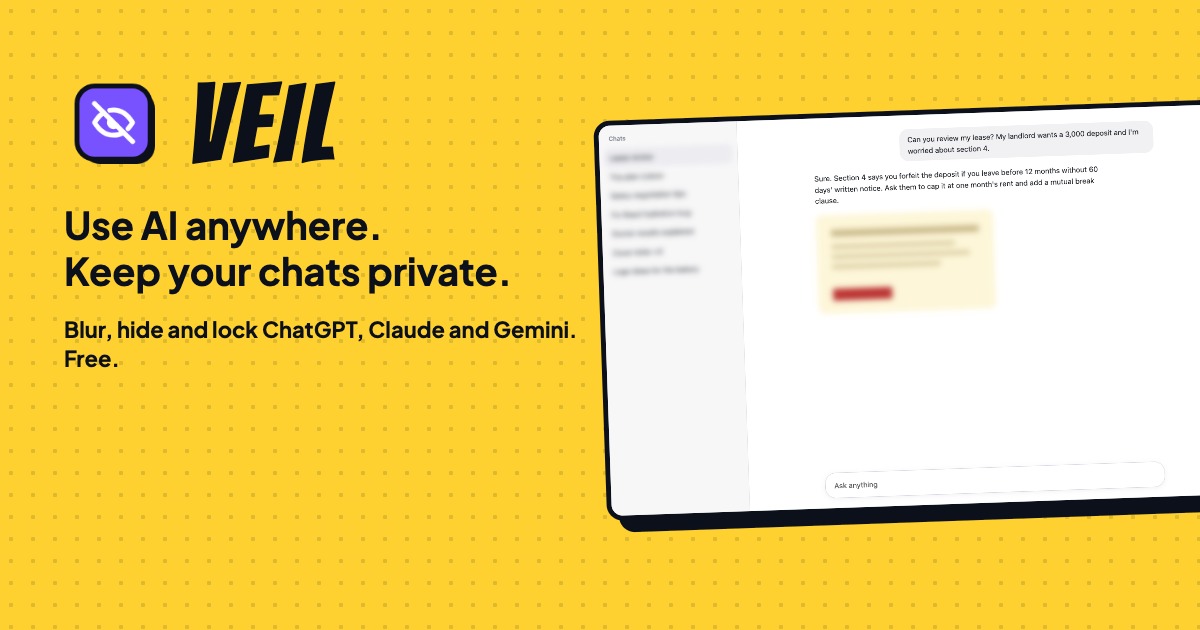 VEIL
Use AI anywhere.
Keep your chats private.
Blur, hide and lock ChatGPT, Claude and Gemini.
Free.
Chats
Can you review my lease? My landlord wants a 3,000 deposit and I'm
worried about section 4.
Sure. Section 4 says you forfeit the deposit if you leave before 12 months without 60
days' written notice. Ask them to cap it at one month's rent and add a mutual break
clause.
Ask anything